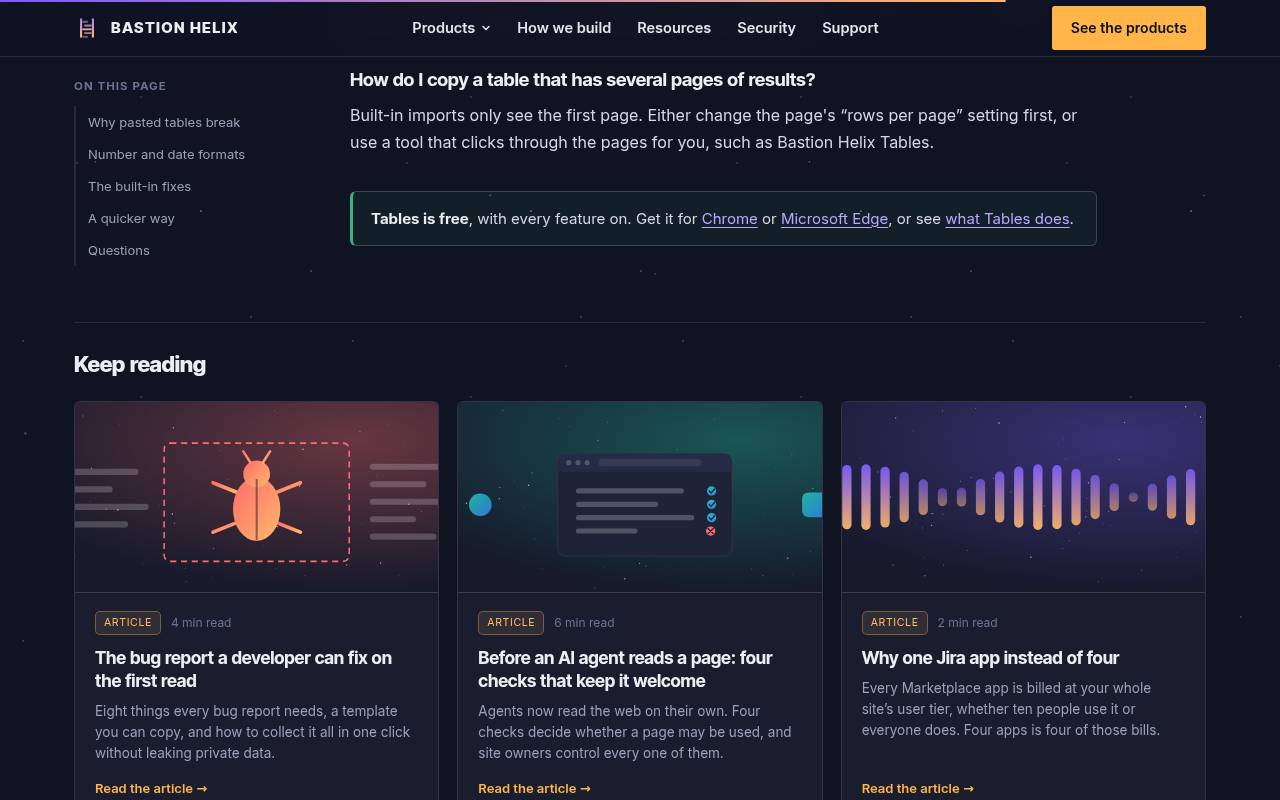 BASTION HELIX
Products
How we build
Resources
Security
Support
See the products
ON THIS PAGE
Why pasted tables break
Number and date formats
The built-in fixes
A quicker way
Questions
How do I copy a table that has several pages of results?
Built-in imports only see the first page. Either change the page's “rows per page” setting first, or
use a tool that clicks through the pages for you, such as Bastion Helix Tables.
Tables is free, with every feature on. Get it for Chrome or Microsoft Edge, or see what Tables does.
Keep reading
ARTICLE 4 min read
The bug report a developer can fix on
the first read
Eight things every bug report needs, a template
you can copy, and how to collect it all in one click
without leaking private data.
Read the article →
ARTICLE 6 min read
Before an AI agent reads a page: four
checks that keep it welcome
Agents now read the web on their own. Four
checks decide whether a page may be used, and
site owners control every one of them.
Read the article →
ARTICLE 2 min read
Why one Jira app instead of four
Every Marketplace app is billed at your whole
site’s user tier, whether ten people use it or
everyone does. Four apps is four of those bills.
Read the article →